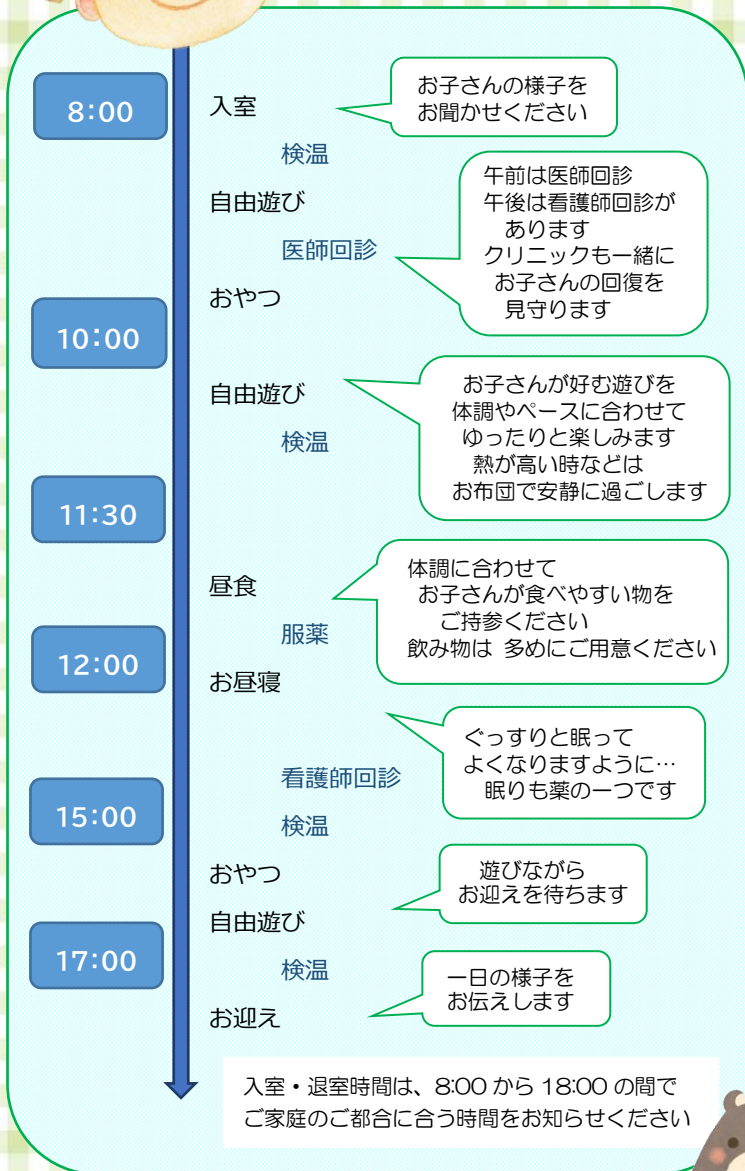 8:00
入室
お子さんの様子を
お聞かせください
検温
自由遊び
医師回診
午前は医師回診
午後は看護師回診が
あります
クリニックも一緒に
お子さんの回復を
見守ります
おやつ
10:00
自由遊び
お子さんが好む遊びを
体調やペースに合わせて
ゆったりと楽しみます
熱が高い時などは
お布団で安静に過ごします
検温
11:30
昼食
体調に合わせて
お子さんが食べやすい物を
ご持参ください
飲み物は 多めにご用意ください
服薬
12:00
お昼寝
ぐっすりと眠って
よくなりますように…
眠りも薬の一つです
看護師回診
15:00
検温
おやつ
遊びながら
お迎えを待ちます
自由遊び
17:00
検温
一日の様子を
お伝えします
お迎え
入室・退室時間は、8:00 から 18:00 の間で
ご家庭のご都合に合う時間をお知らせください